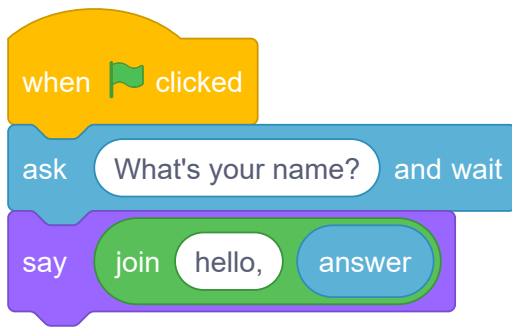 when clicked
ask What's your name? and wait
say join hello, answer